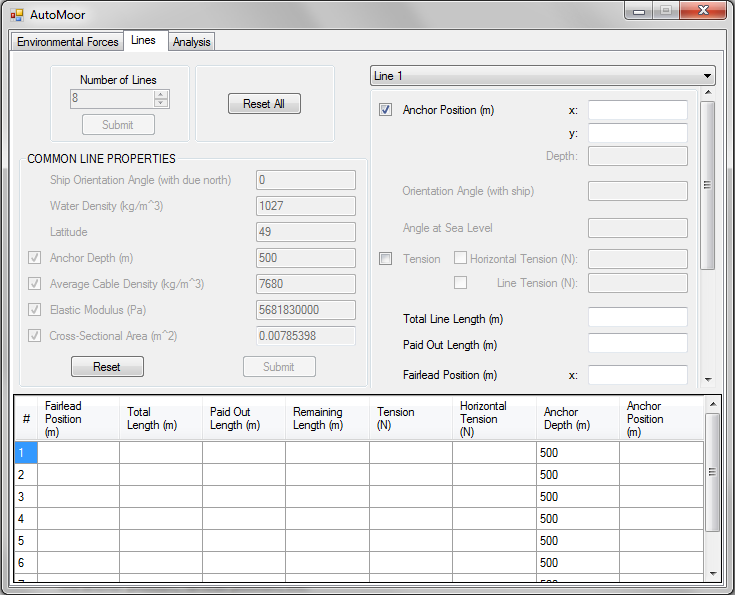 AutoMoor
Environmental Forces Lines Analysis
Number of Lines
8
Submit
Reset All
COMMON LINE PROPERTIES
Ship Orientation Angle (with due north) 0
Water Density (kg/m^3) 1027
Latitude 49
Anchor Depth (m) 500
Average Cable Density (kg/m^3) 7680
Elastic Modulus (Pa) 5681830000
Cross-Sectional Area (m^2) 0.00785398
Reset Submit
Line 1
Anchor Position (m) x:
y:
Depth:
Orientation Angle (with ship)
Angle at Sea Level
Tension Horizontal Tension (N):
Line Tension (N):
Total Line Length (m)
Paid Out Length (m)
Fairlead Position (m) x:
# Fairlead Position (m) Total Length (m) Paid Out Length (m) Remaining Length (m) Tension (N) Horizontal Tension (N) Anchor Depth (m) Anchor Position (m)
1 500
2 500
3 500
4 500
5 500
6 500
7 500